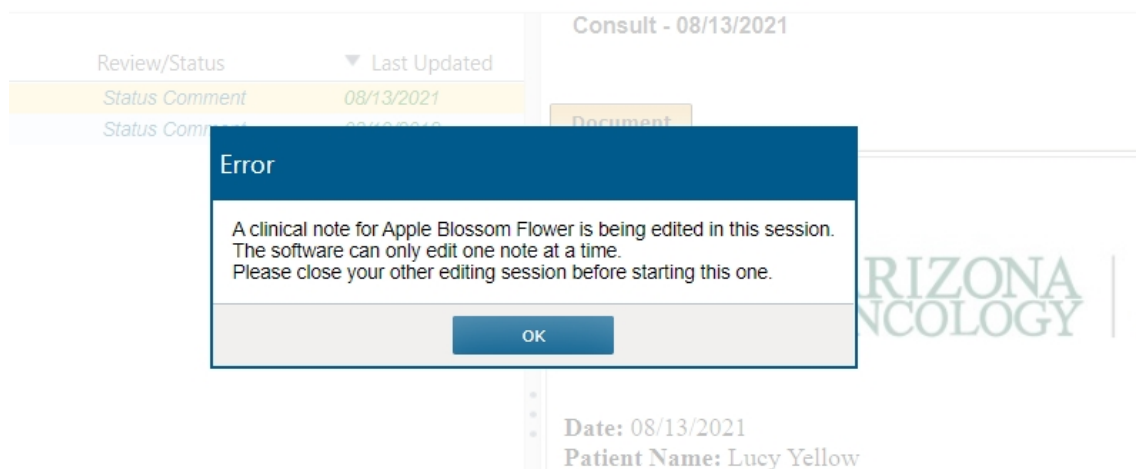 Consult - 08/13/2021
Review/Status ▼ Last Updated
Status Comment 08/13/2021
Status Comment
Document
Error
A clinical note for Apple Blossom Flower is being edited in this session.
The software can only edit one note at a time.
Please close your other editing session before starting this one.
OK
RIZONA
NCOLOGY
Date: 08/13/2021
Patient Name: Lucy Yellow